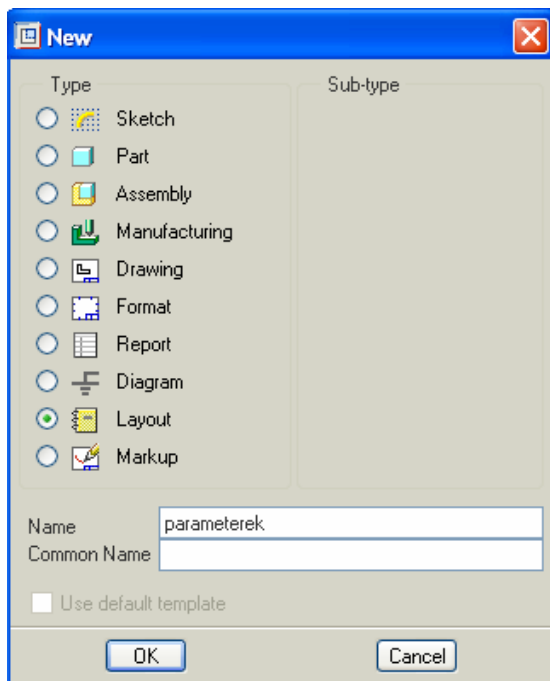 New
Type
Sub-type
Sketch
Part
Assembly
Manufacturing
Drawing
Format
Report
Diagram
Layout
Markup
Name parameterek
Common Name
Use default template
OK Cancel